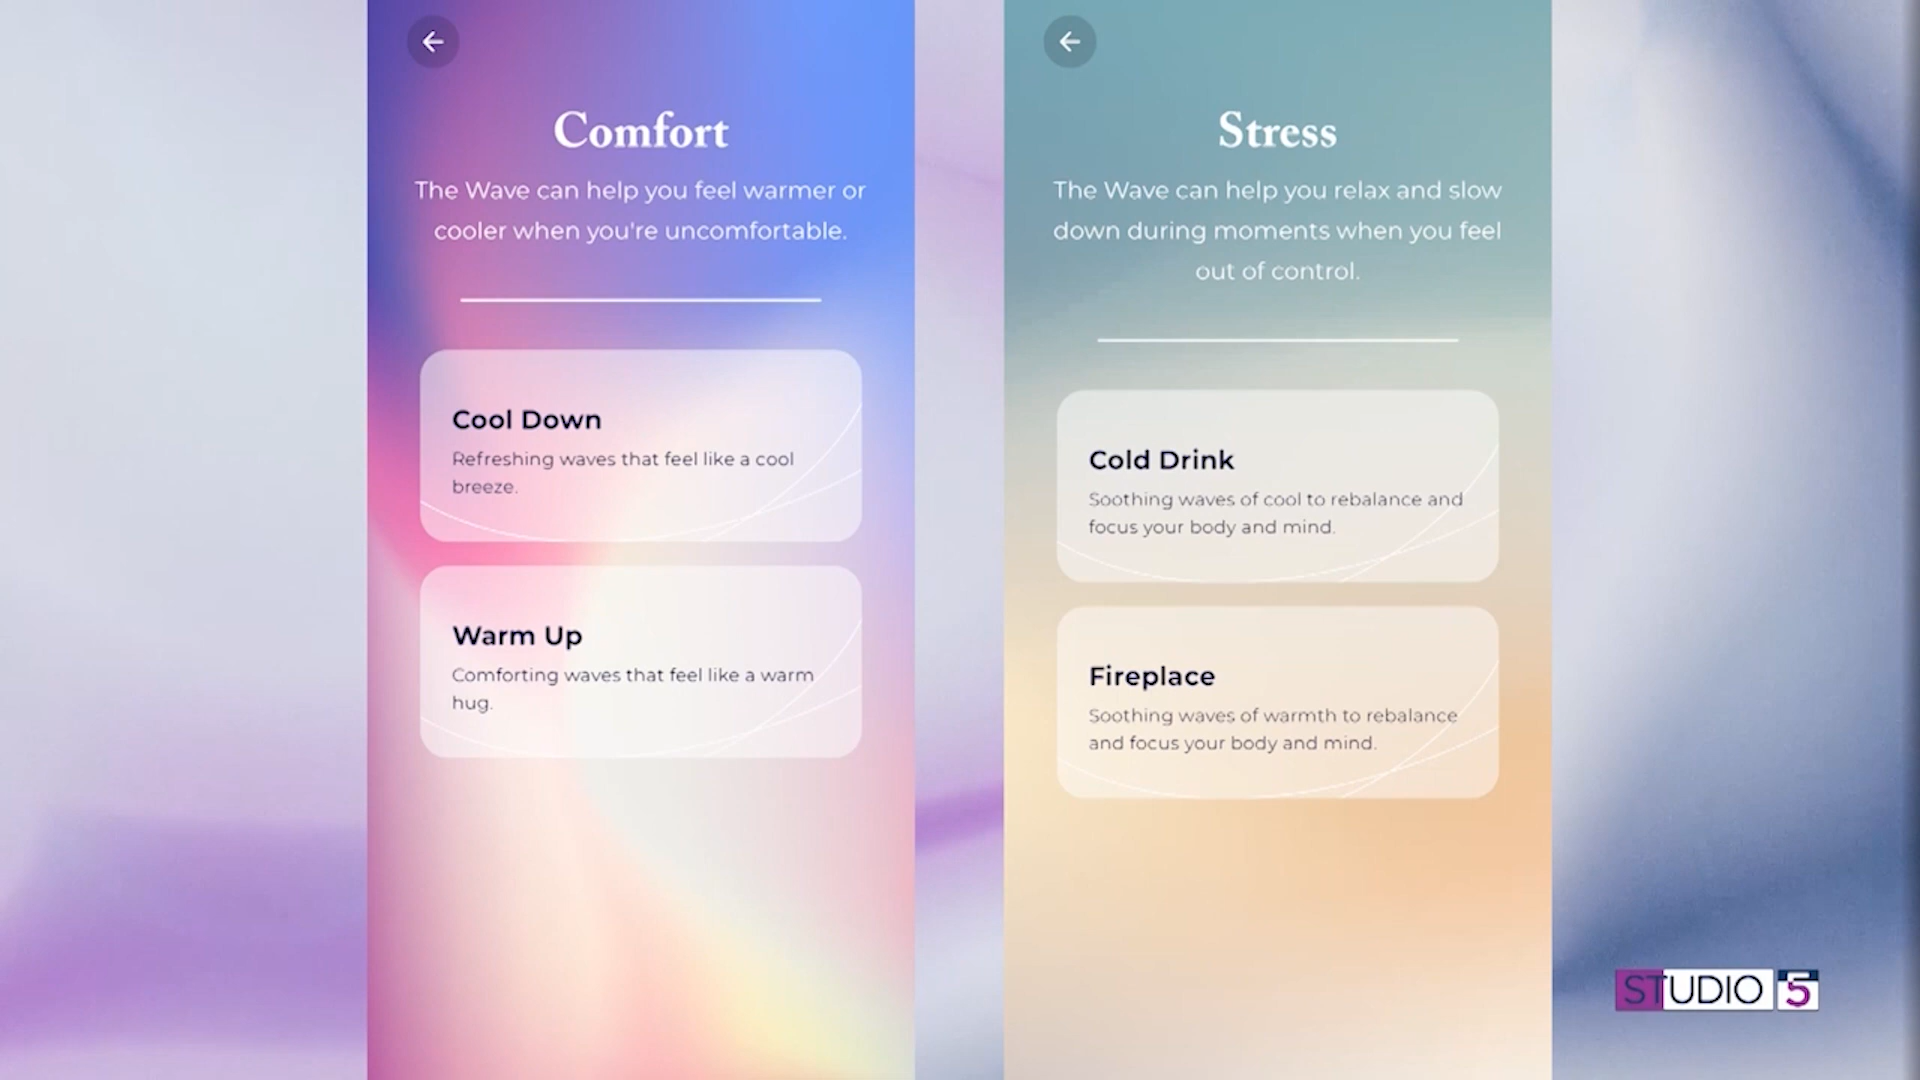 Comfort
The Wave can help you feel warmer or
cooler when you're uncomfortable.
Cool Down
Refreshing waves that feel like a cool
breeze.
Warm Up
Comforting waves that feel like a warm
hug.
Stress
The Wave can help you relax and slow
down during moments when you feel
out of control.
Cold Drink
Soothing waves of cool to rebalance and
focus your body and mind.
Fireplace
Soothing waves of warmth to rebalance
and focus your body and mind.
STUDIO 5